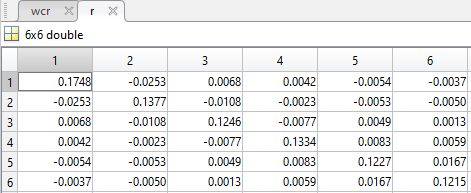 wcr r
6x6 double
1 2 3 4 5 6
1 0.1748 -0.0253 0.0068 0.0042 -0.0054 -0.0037
2 -0.0253 0.1377 -0.0108 -0.0023 -0.0053 -0.0050
3 0.0068 -0.0108 0.1246 -0.0077 0.0049 0.0013
4 0.0042 -0.0023 -0.0077 0.1334 0.0083 0.0059
5 -0.0054 -0.0053 0.0049 0.0083 0.1227 0.0167
6 -0.0037 -0.0050 0.0013 0.0059 0.0167 0.1215